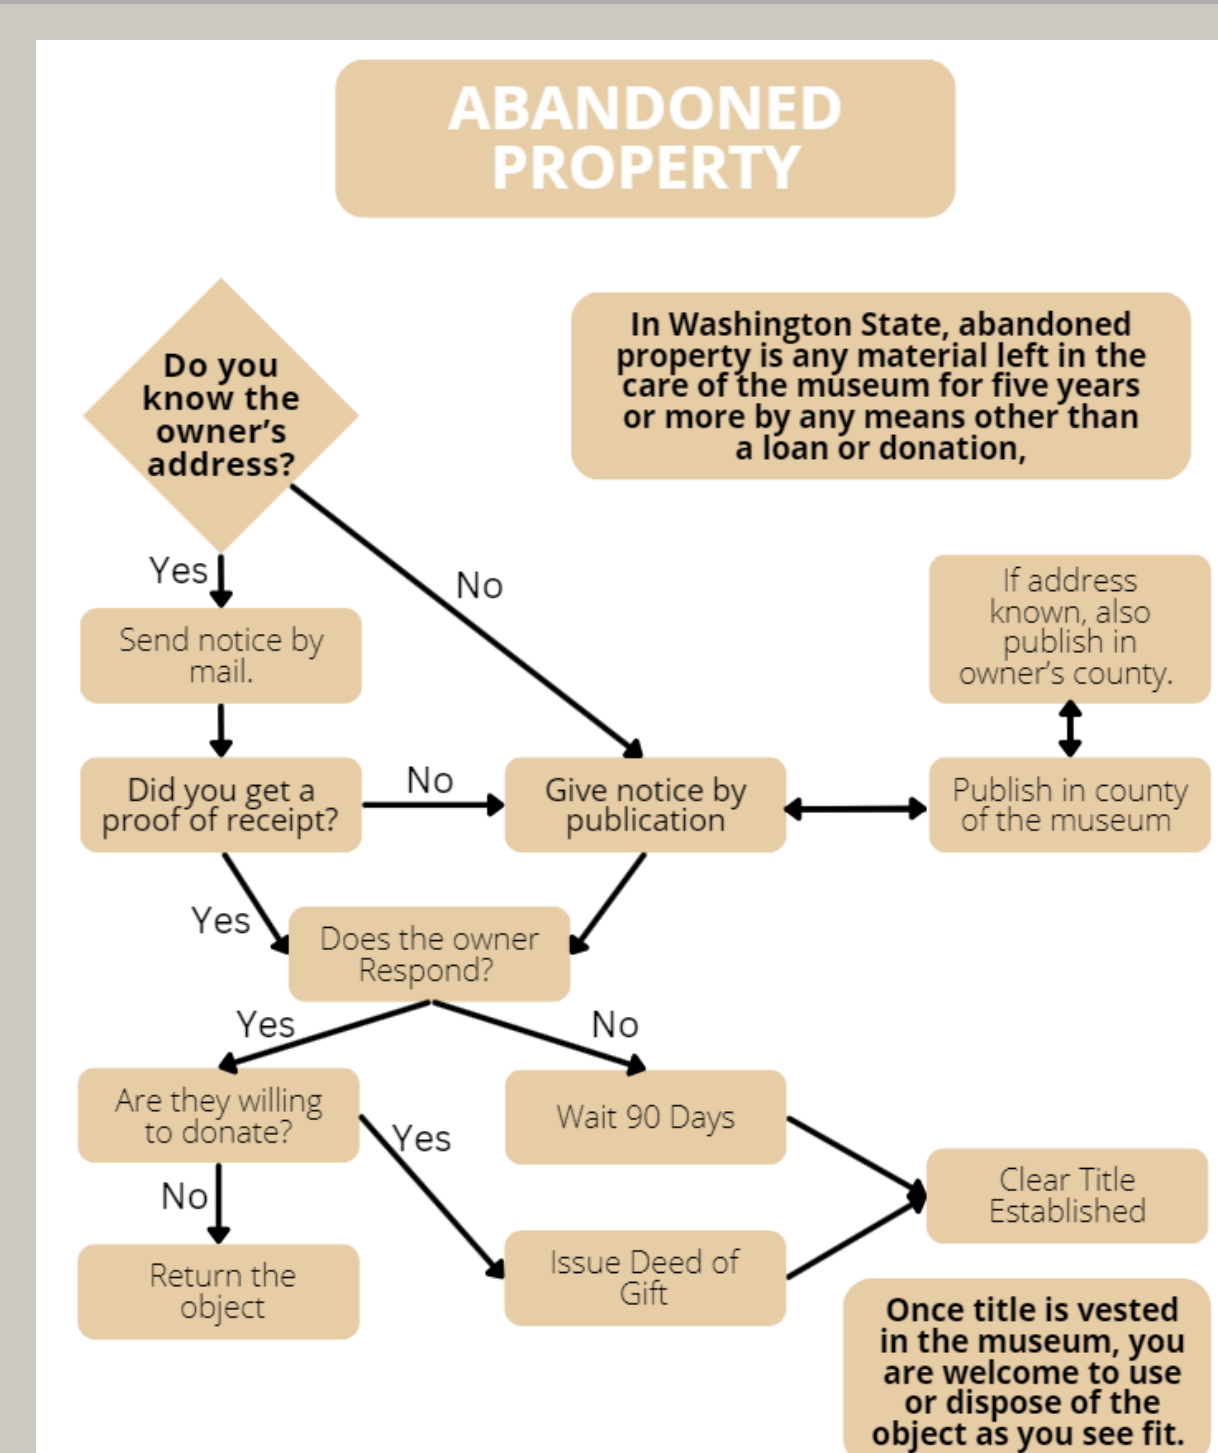 ABANDONED
PROPERTY
Do you
know the
owner's
address?
In Washington State, abandoned
property is any material left in the
care of the museum for five years
or more by any means other than
a loan or donation,
Yes
No
Send notice by
mail.
If address
known, also
publish in
owner's county.
Did you get a
proof of receipt?
No
Give notice by
publication
Publish in county
of the museum
Yes
Does the owner
Respond?
Yes
No
Are they willing
to donate?
Yes
Wait 90 Days
No
Clear Title
Established
Return the
object
Issue Deed of
Gift
Once title is vested
in the museum, you
are welcome to use
or dispose of the
object as you see fit.